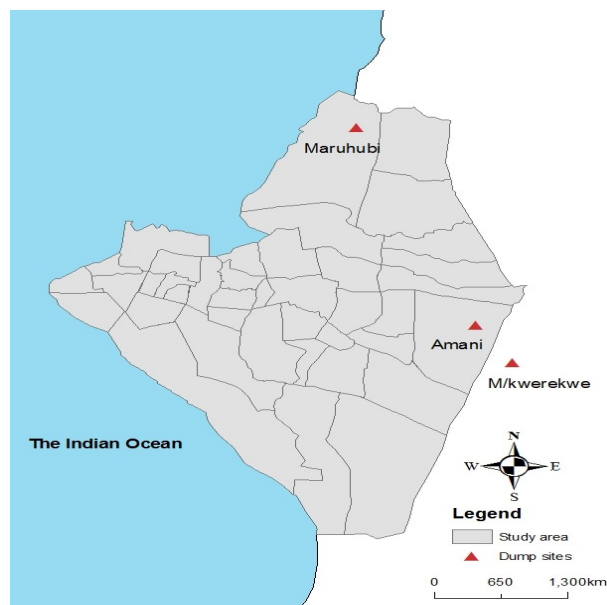 Maruhubi
Amani
M/kwerekwe
The Indian Ocean
N
W E
S
Legend
Study area
Dump sites
0 650 1,300km